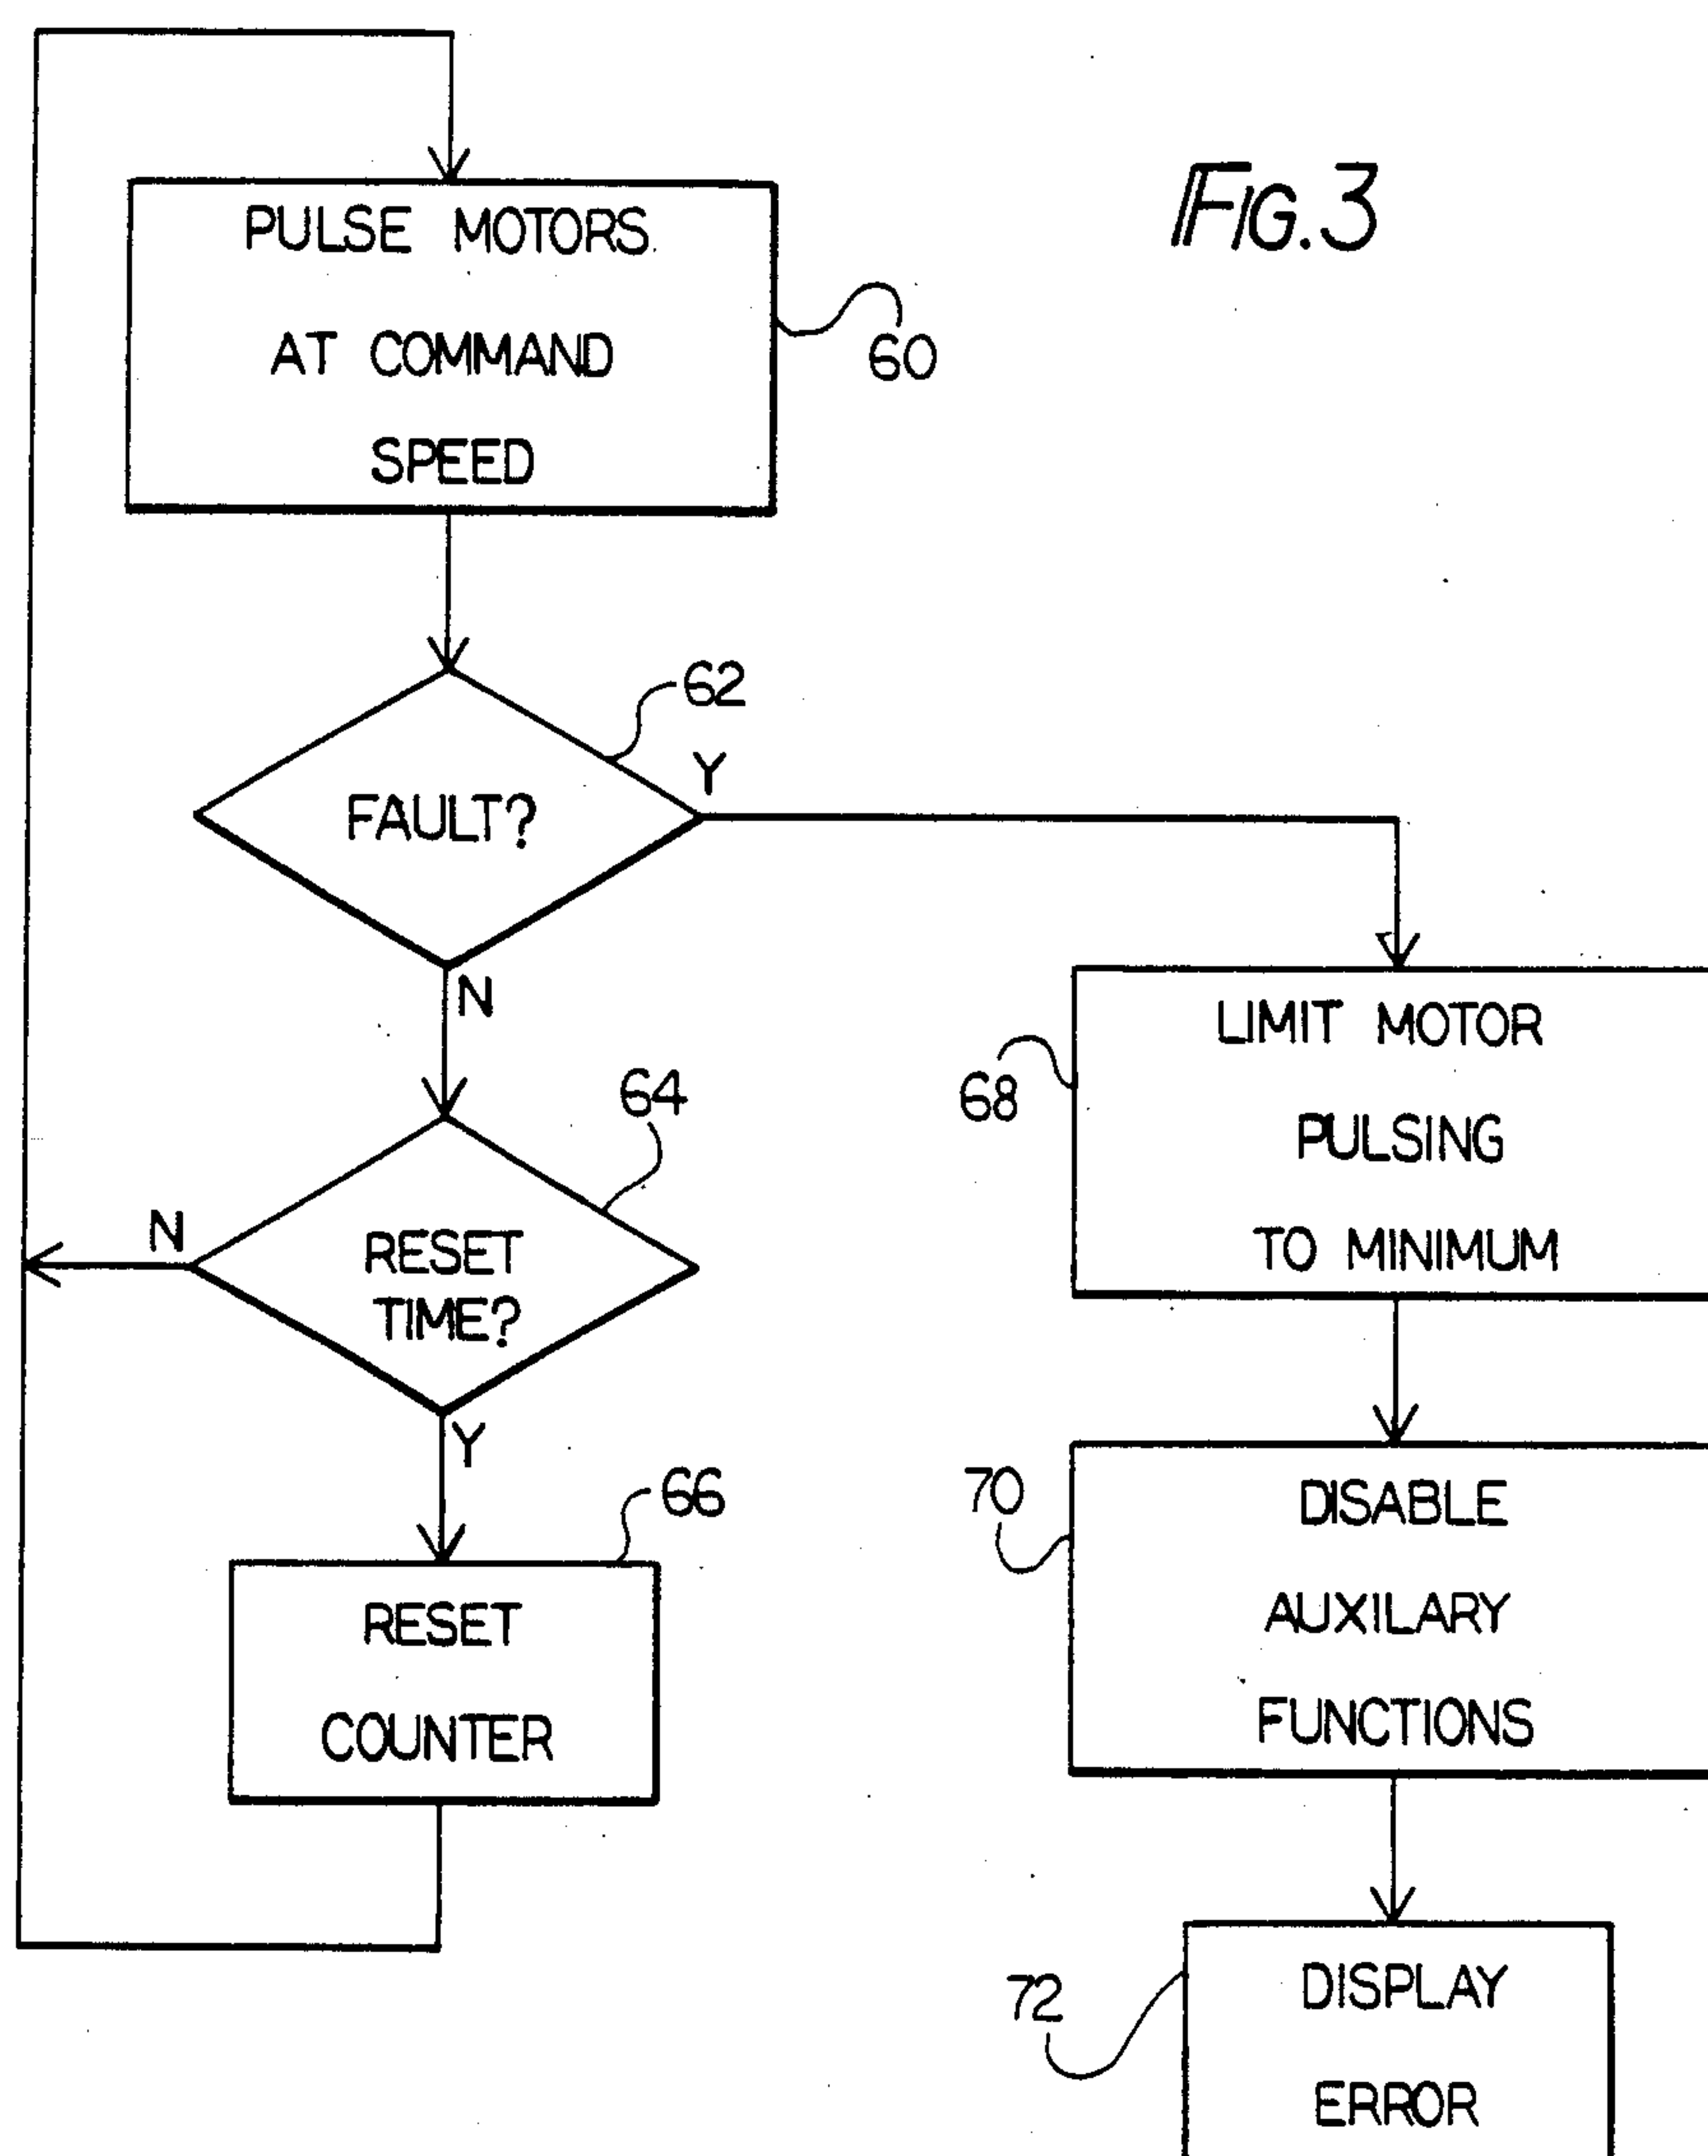 FIG. 3
PULSE MOTORS
AT COMMAND
SPEED
60
62
FAULT?
Y
N
64
RESET
TIME?
N
Y
66
RESET
COUNTER
68
LIMIT MOTOR
PULSING
TO MINIMUM
70
DISABLE
AUXILARY
FUNCTIONS
72
DISPLAY
ERROR